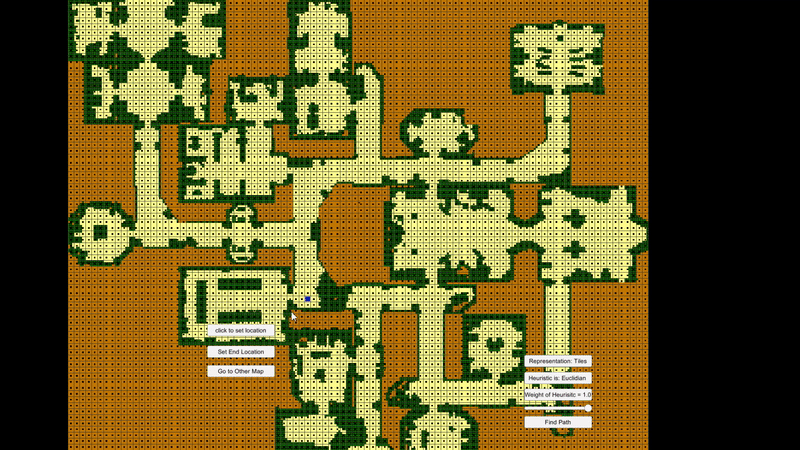 click to set location
Set End Location
Go to Other Map
Representation: Tiles
Heuristic is: Euclidian
Weight of Heurisitc = 1.0
Find Path